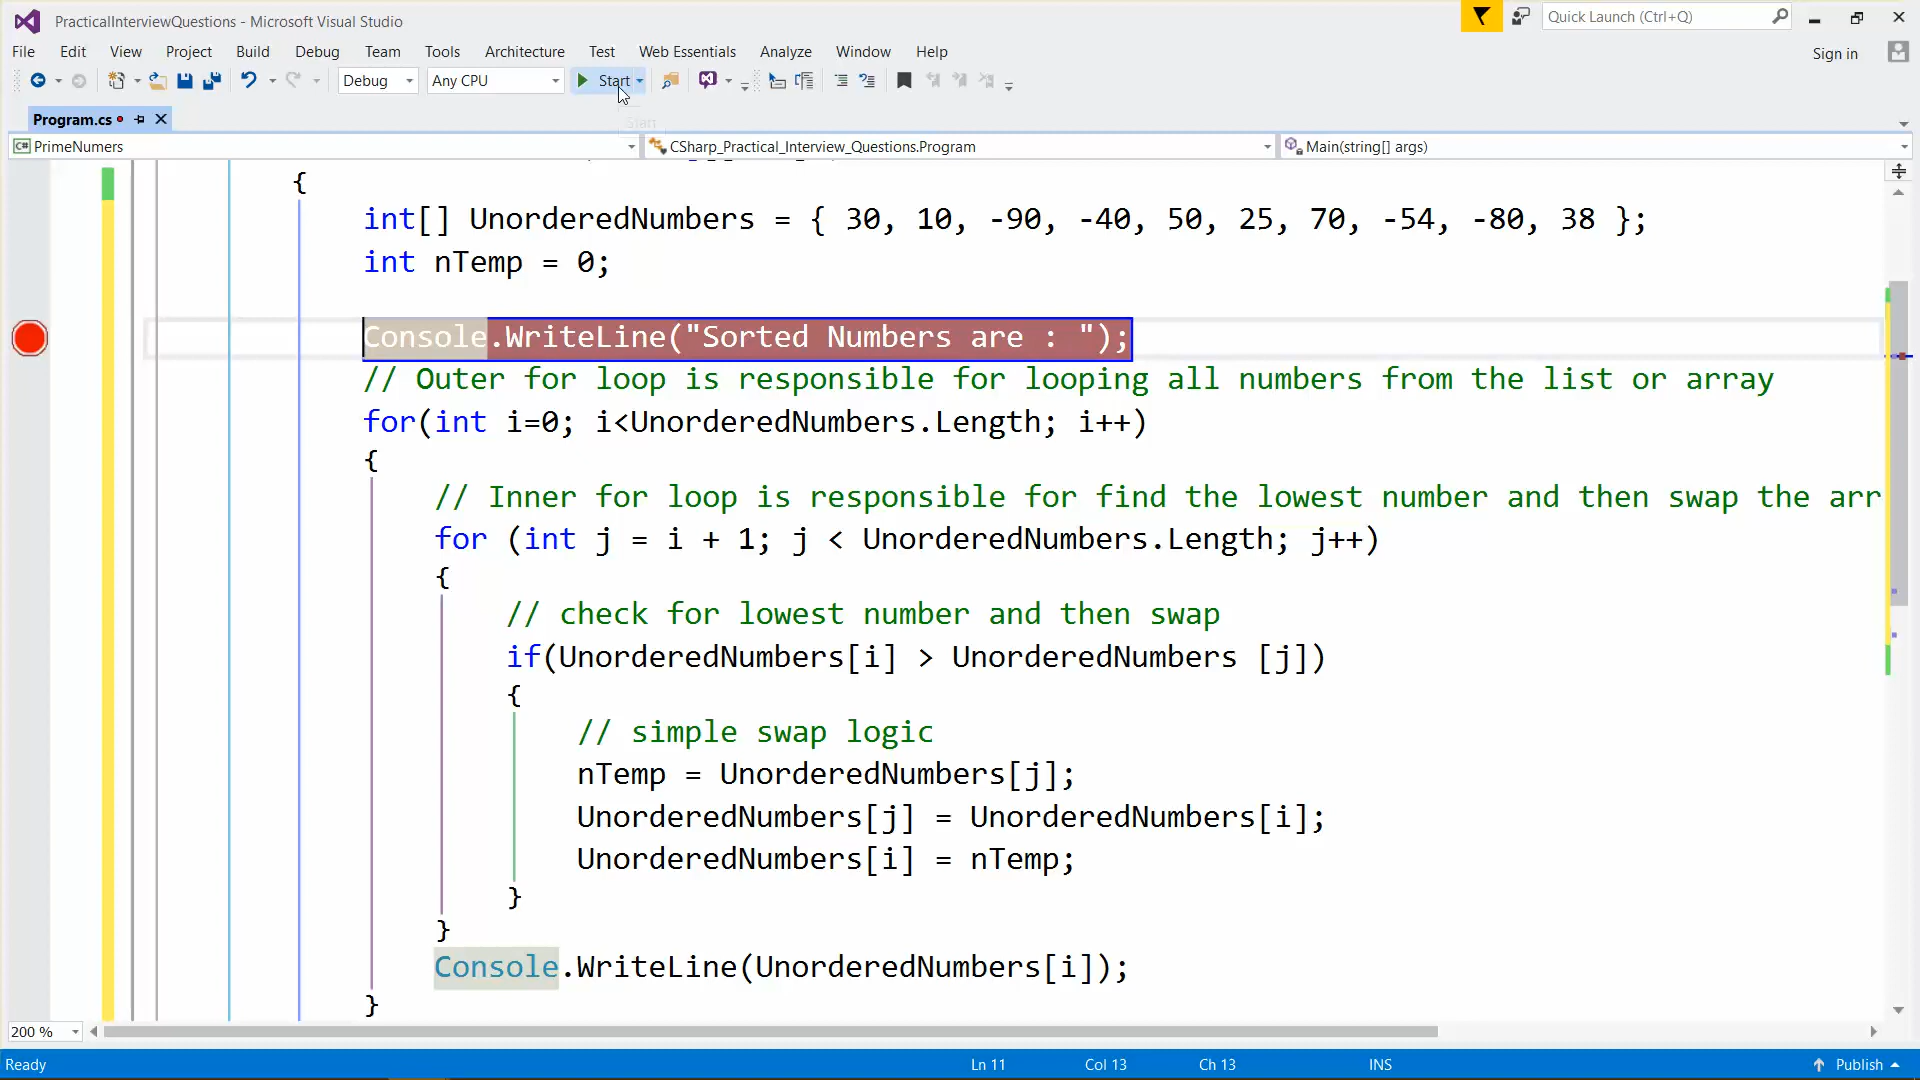 PracticalInterviewQuestions - Microsoft Visual Studio
Quick Launch (Ctrl+Q)
File Edit View Project Build Debug Team Tools Architecture Test Web Essentials Analyze Window Help
Sign in
Debug Any CPU Start
Start
Program.cs
C# PrimeNumers CSharp_Practical_Interview_Questions.Program Main(string[] args)
{
int[] UnorderedNumbers = { 30, 10, -90, -40, 50, 25, 70, -54, -80, 38 };
int nTemp = 0;
Console.WriteLine("Sorted Numbers are : ");
// Outer for loop is responsible for looping all numbers from the list or array
for(int i=0; i<UnorderedNumbers.Length; i++)
{
// Inner for loop is responsible for find the lowest number and then swap the arr
for (int j = i + 1; j < UnorderedNumbers.Length; j++)
{
// check for lowest number and then swap
if(UnorderedNumbers[i] > UnorderedNumbers [j])
{
// simple swap logic
nTemp = UnorderedNumbers[j];
UnorderedNumbers[j] = UnorderedNumbers[i];
UnorderedNumbers[i] = nTemp;
}
}
Console.WriteLine(UnorderedNumbers[i]);
}
200 %
Ready Ln 11 Col 13 Ch 13 INS Publish